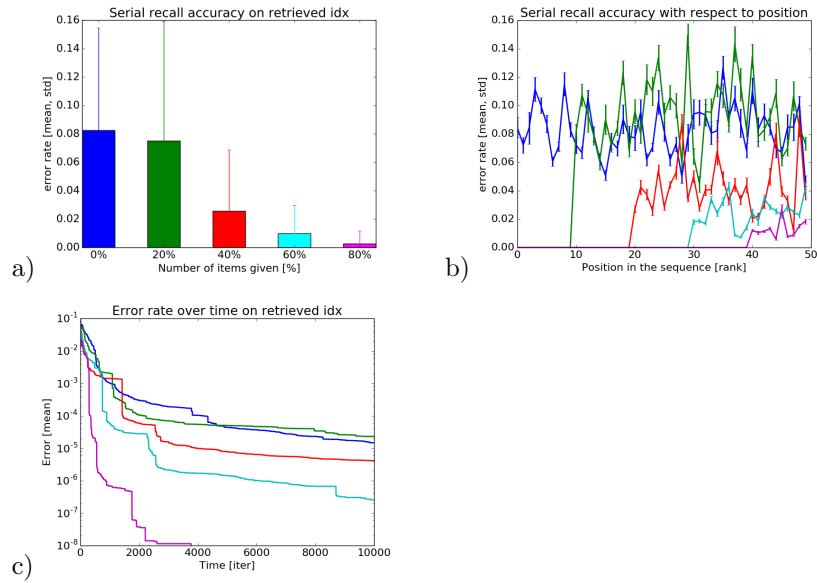 Serial recall accuracy on retrieved idx
0.16
0.14
0.12
0.10
0.08
0.06
0.04
0.02
0.00
error rate [mean, std]
0% 20% 40% 60% 80%
Number of items given [%]
a)
Serial recall accuracy with respect to position
0.16
0.14
0.12
0.10
0.08
0.06
0.04
0.02
0.00
error rate [mean, std]
0 10 20 30 40 50
Position in the sequence [rank]
b)
Error rate over time on retrieved idx
10^-1
10^-2
10^-3
10^-4
10^-5
10^-6
10^-7
10^-8
Error [mean]
0 2000 4000 6000 8000 10000
Time [iter]
c)